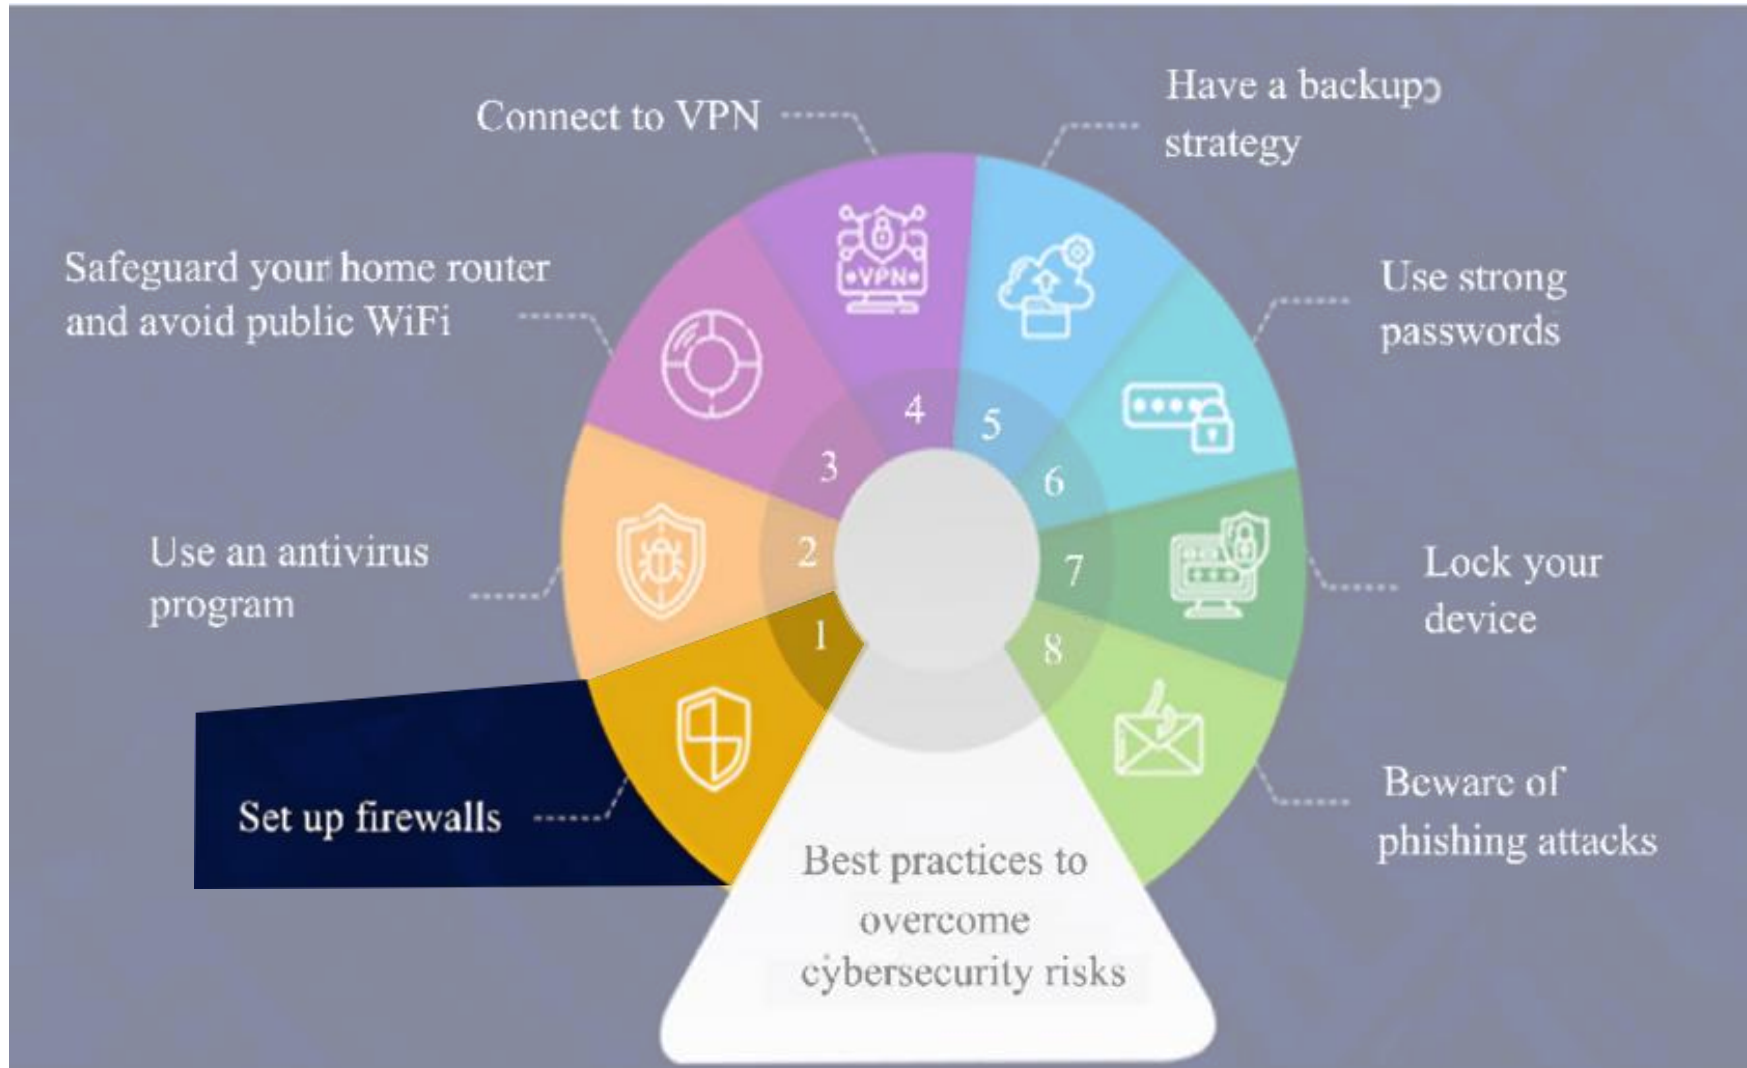 Connect to VPN
Have a backup
strategy
Safeguard your home router
and avoid public WiFi
Use strong
passwords
Use an antivirus
program
Lock your
device
Set up firewalls
Beware of
phishing attacks
VPN
1
2
3
4
5
6
7
8
Best practices to
overcome
cybersecurity risks